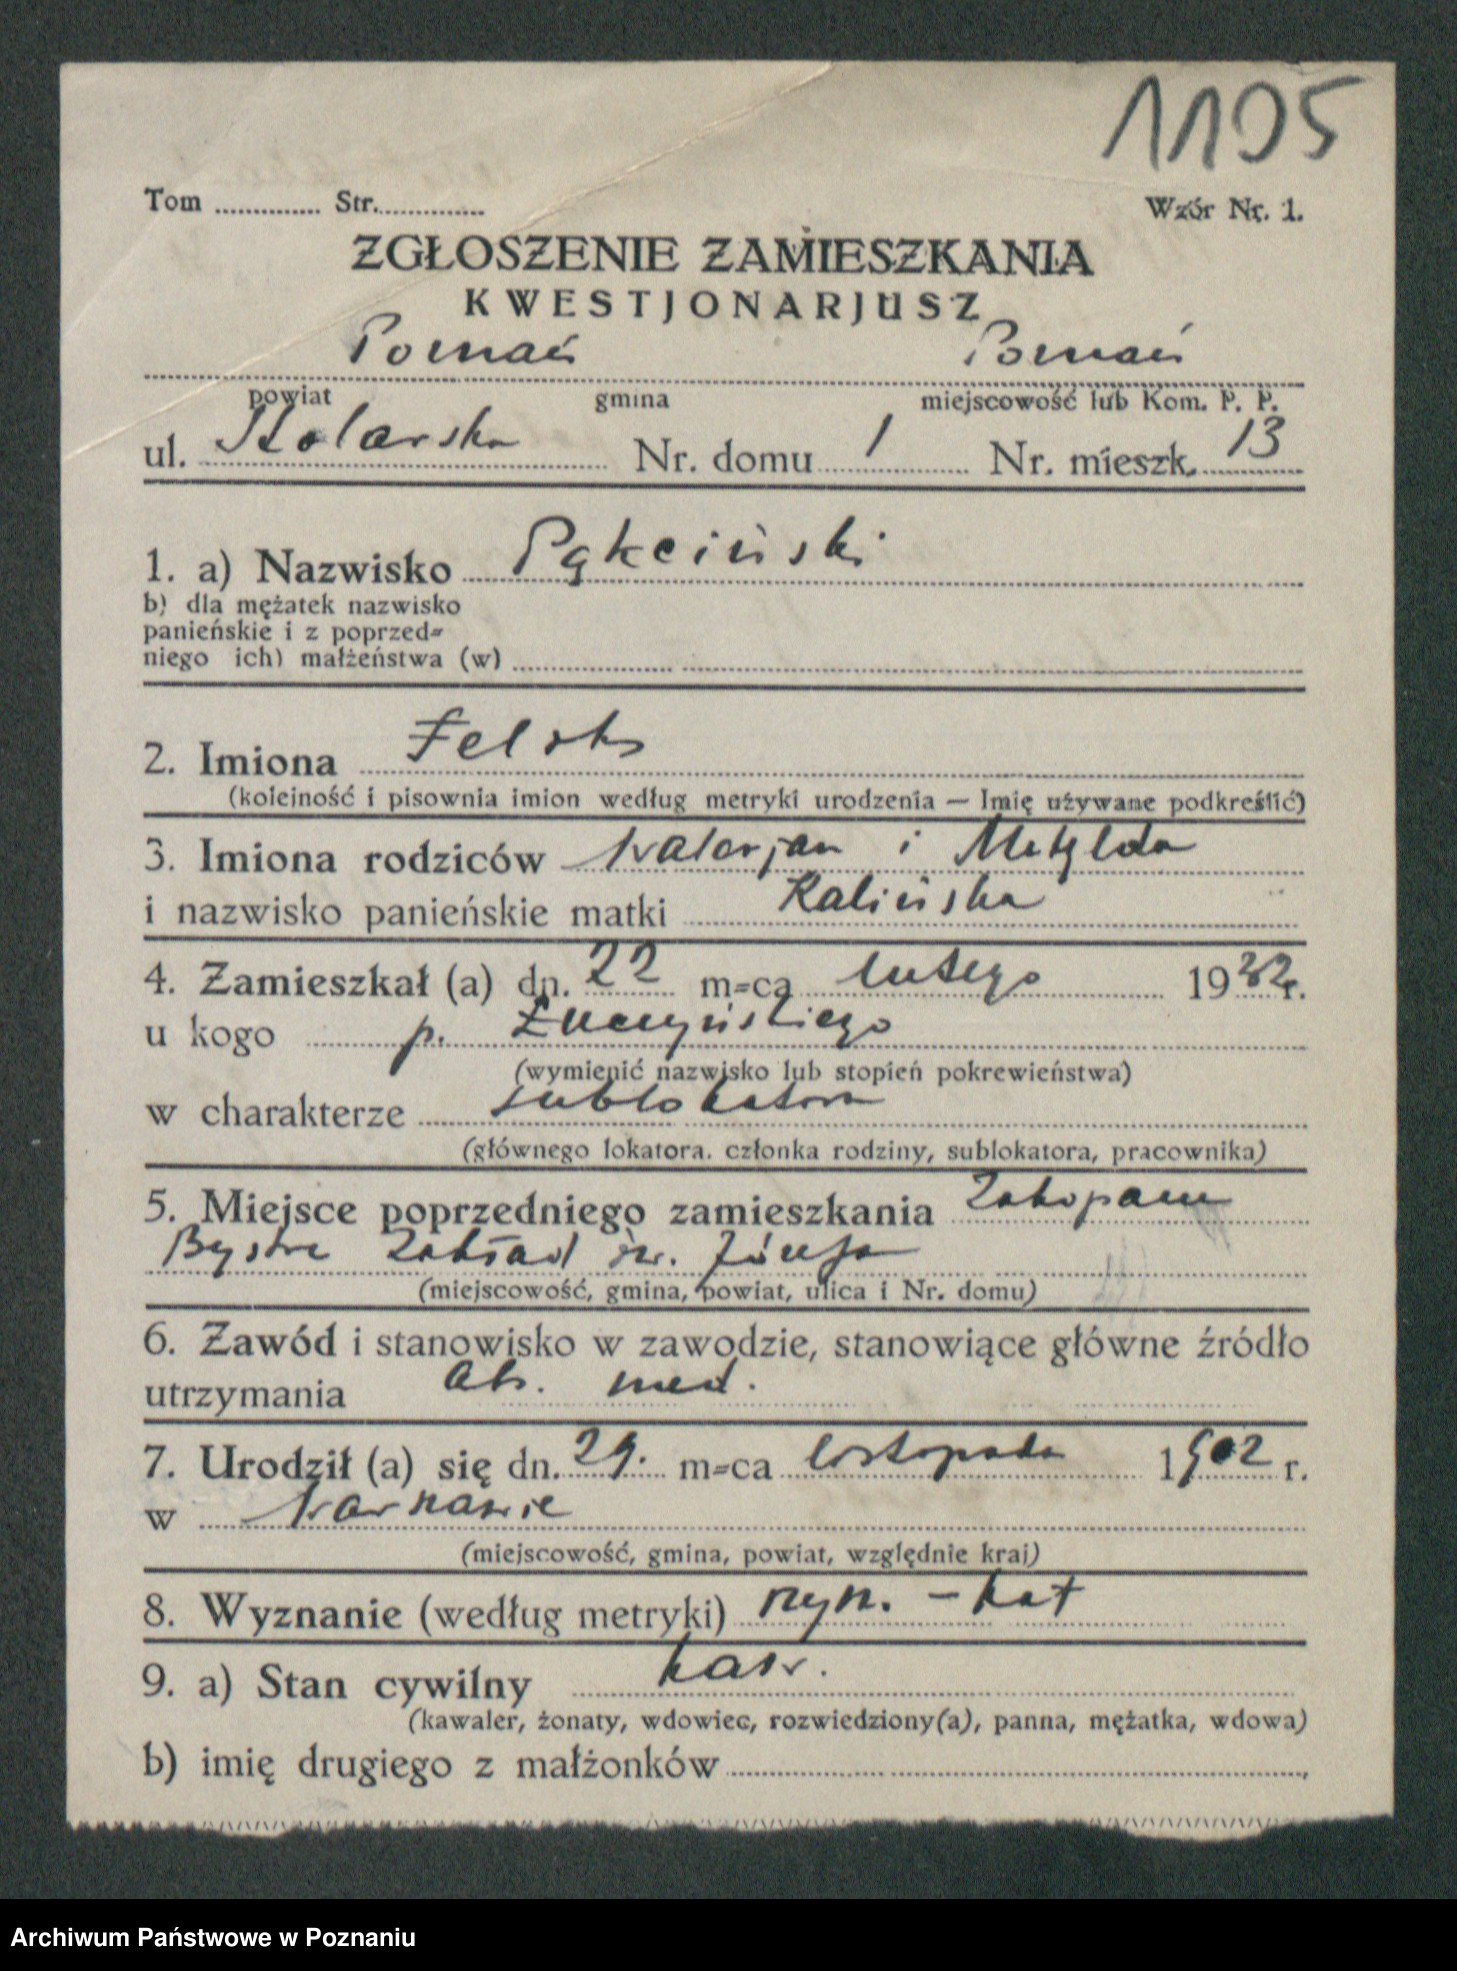 1195
Tom ............ Str. ............ Wzór Nr. 1.
ZGŁOSZENIE ZAMIESZKANIA
KWESTJONARJUSZ
Poznań Poznań
powiat gmina miejscowość lub Kom. P. P.
ul. Stolarska Nr. domu 1 Nr. mieszk. 13
1. a) Nazwisko Pąkciński
b) dla mężatek nazwisko
panieńskie i z poprzed-
niego ich) małżeństwa (w)
2. Imiona Feliks
(kolejność i pisownia imion według metryki urodzenia — Imię używane podkreślić)
3. Imiona rodziców Walerjan i Matylda
i nazwisko panieńskie matki Kalińska
4. Zamieszkał (a) dn. 22 m-ca lutego 1932 r.
u kogo p. Żuczyńskiego
(wymienić nazwisko lub stopień pokrewieństwa)
w charakterze sublokatora
(głównego lokatora, członka rodziny, sublokatora, pracownika)
5. Miejsce poprzedniego zamieszkania Zakopane
Bystre Zakład św. Józefa
(miejscowość, gmina, powiat, ulica i Nr. domu)
6. Zawód i stanowisko w zawodzie, stanowiące główne źródło
utrzymania abs. med.
7. Urodził (a) się dn. 29. m-ca listopada 1902 r.
w Warszawie
(miejscowość, gmina, powiat, względnie kraj)
8. Wyznanie (według metryki) rzym. - kat
9. a) Stan cywilny kaw.
(kawaler, żonaty, wdowiec, rozwiedziony(a), panna, mężatka, wdowa)
b) imię drugiego z małżonków
Archiwum Państwowe w Poznaniu